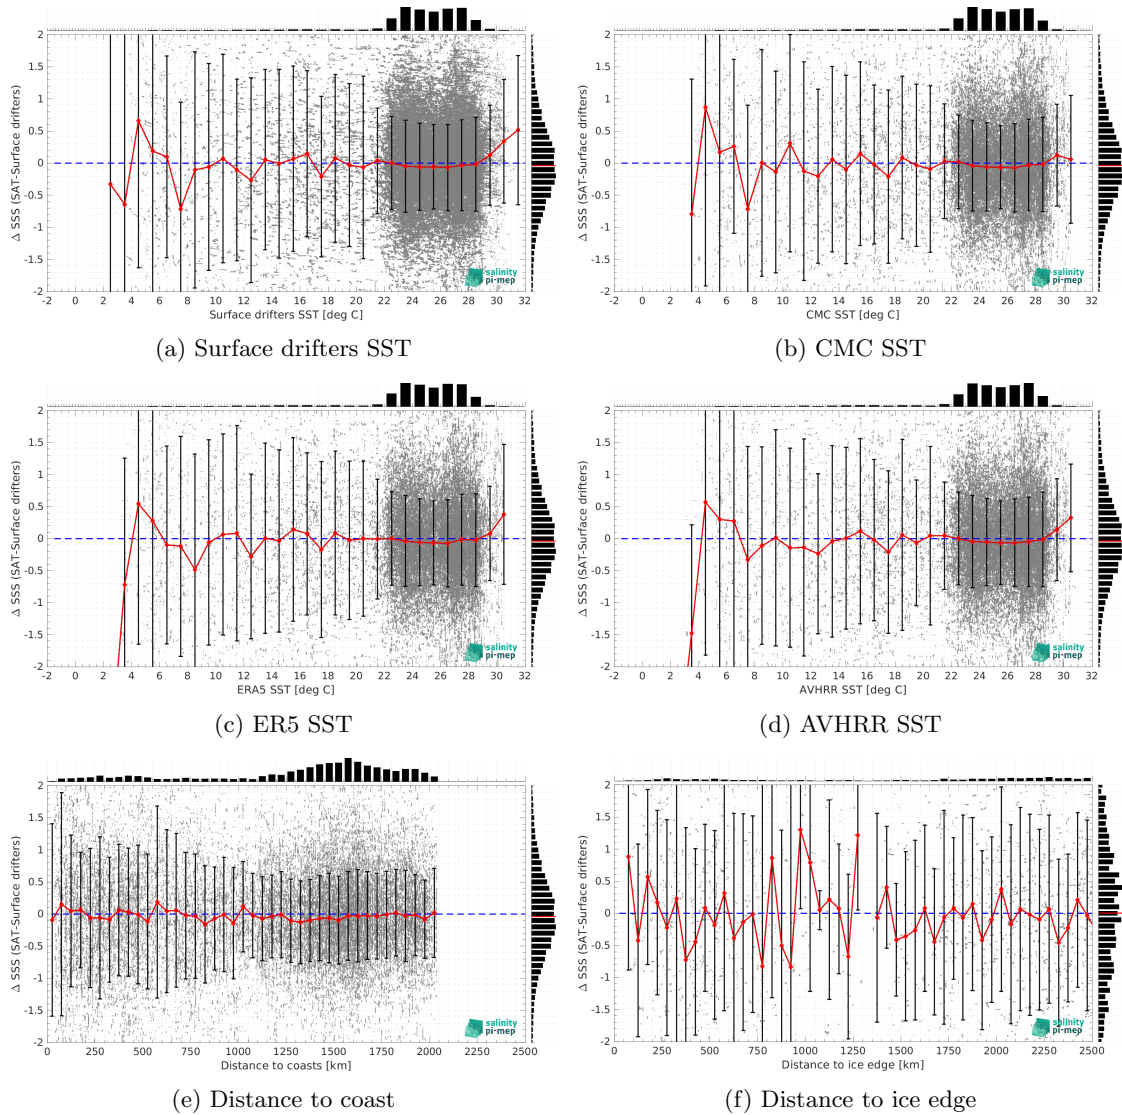 2
1.5
1
0.5
0
-0.5
-1
-1.5
-2
Δ SSS (SAT-Surface drifters)
-2 0 2 4 6 8 10 12 14 16 18 20 22 24 26 28 30 32
Surface drifters SST [deg C]
salinity
pi-mep
(a) Surface drifters SST
2
1.5
1
0.5
0
-0.5
-1
-1.5
-2
Δ SSS (SAT-Surface drifters)
-2 0 2 4 6 8 10 12 14 16 18 20 22 24 26 28 30 32
CMC SST [deg C]
salinity
pi-mep
(b) CMC SST
2
1.5
1
0.5
0
-0.5
-1
-1.5
-2
Δ SSS (SAT-Surface drifters)
-2 0 2 4 6 8 10 12 14 16 18 20 22 24 26 28 30 32
ERA5 SST [deg C]
salinity
pi-mep
(c) ER5 SST
2
1.5
1
0.5
0
-0.5
-1
-1.5
-2
Δ SSS (SAT-Surface drifters)
-2 0 2 4 6 8 10 12 14 16 18 20 22 24 26 28 30 32
AVHRR SST [deg C]
salinity
pi-mep
(d) AVHRR SST
2
1.5
1
0.5
0
-0.5
-1
-1.5
-2
Δ SSS (SAT-Surface drifters)
0 250 500 750 1000 1250 1500 1750 2000 2250 2500
Distance to coasts [km]
salinity
pi-mep
(e) Distance to coast
2
1.5
1
0.5
0
-0.5
-1
-1.5
-2
Δ SSS (SAT-Surface drifters)
0 250 500 750 1000 1250 1500 1750 2000 2250 2500
Distance to ice edge [km]
salinity
pi-mep
(f) Distance to ice edge